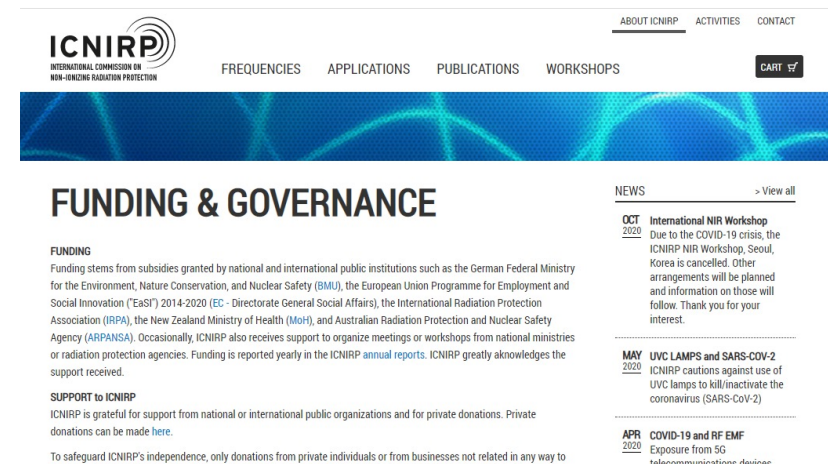 ABOUT ICNIRP ACTIVITIES CONTACT
ICNIRP
INTERNATIONAL COMMISSION ON
NON-IONIZING RADIATION PROTECTION
FREQUENCIES APPLICATIONS PUBLICATIONS WORKSHOPS
CART
FUNDING & GOVERNANCE
FUNDING
Funding stems from subsidies granted by national and international public institutions such as the German Federal Ministry
for the Environment, Nature Conservation, and Nuclear Safety (BMU), the European Union Programme for Employment and
Social Innovation ("EaSI") 2014-2020 (EC - Directorate General Social Affairs), the International Radiation Protection
Association (IRPA), the New Zealand Ministry of Health (MoH), and Australian Radiation Protection and Nuclear Safety
Agency (ARPANSA). Occasionally, ICNIRP also receives support to organize meetings or workshops from national ministries
or radiation protection agencies. Funding is reported yearly in the ICNIRP annual reports. ICNIRP greatly aknowledges the
support received.
SUPPORT to ICNIRP
ICNIRP is grateful for support from national or international public organizations and for private donations. Private
donations can be made here.
To safeguard ICNIRP's independence, only donations from private individuals or from businesses not related in any way to
NEWS > View all
OCT International NIR Workshop
2020 Due to the COVID-19 crisis, the
ICNIRP NIR Workshop, Seoul,
Korea is cancelled. Other
arrangements will be planned
and information on those will
follow. Thank you for your
interest.
MAY UVC LAMPS and SARS-COV-2
2020 ICNIRP cautions against use of
UVC lamps to kill/inactivate the
coronavirus (SARS-CoV-2)
APR COVID-19 and RF EMF
2020 Exposure from 5G
telecommunications devices